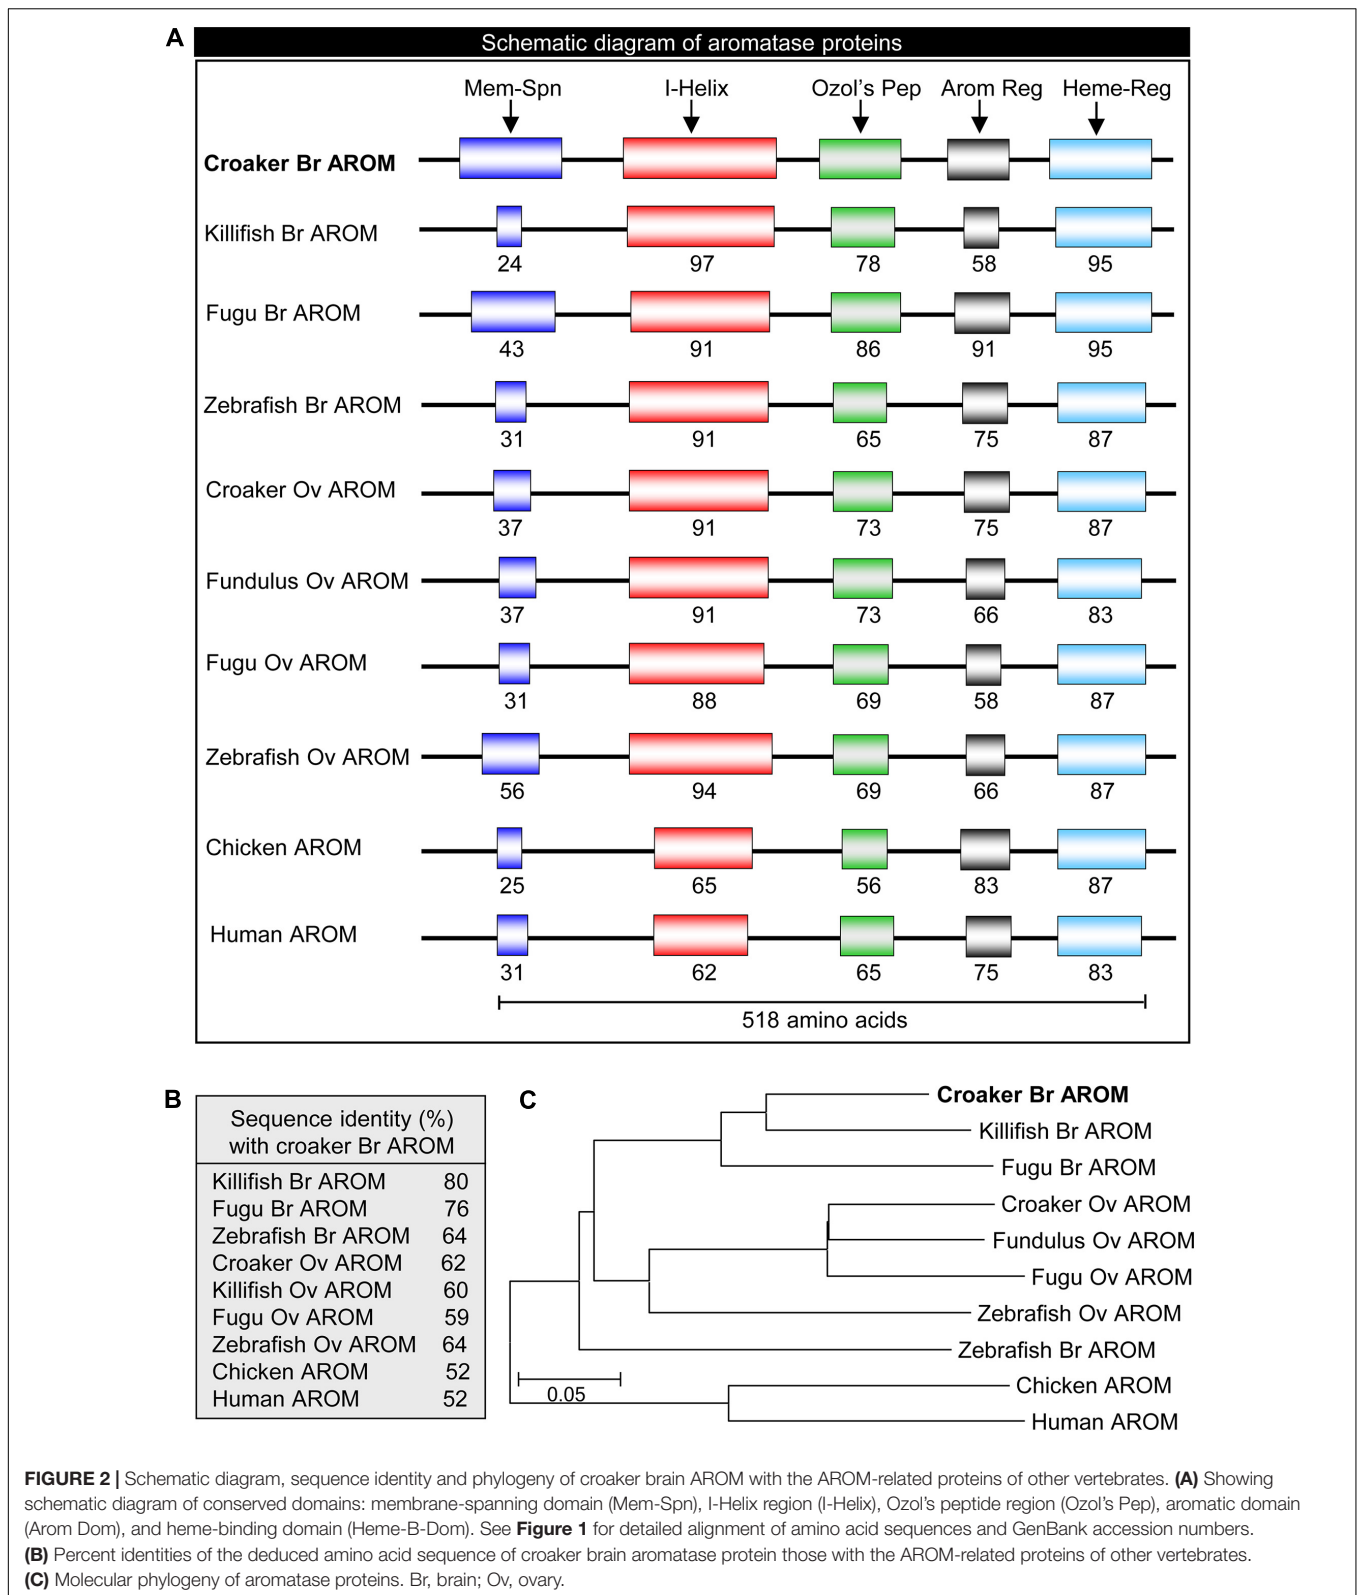 A
Schematic diagram of aromatase proteins
Mem-Spn I-Helix Ozol's Pep Arom Reg Heme-Reg
Croaker Br AROM
Killifish Br AROM
24 97 78 58 95
Fugu Br AROM
43 91 86 91 95
Zebrafish Br AROM
31 91 65 75 87
Croaker Ov AROM
37 91 73 75 87
Fundulus Ov AROM
37 91 73 66 83
Fugu Ov AROM
31 88 69 58 87
Zebrafish Ov AROM
56 94 69 66 87
Chicken AROM
25 65 56 83 87
Human AROM
31 62 65 75 83
518 amino acids
B
Sequence identity (%)
with croaker Br AROM
Killifish Br AROM 80
Fugu Br AROM 76
Zebrafish Br AROM 64
Croaker Ov AROM 62
Killifish Ov AROM 60
Fugu Ov AROM 59
Zebrafish Ov AROM 64
Chicken AROM 52
Human AROM 52
C
Croaker Br AROM
Killifish Br AROM
Fugu Br AROM
Croaker Ov AROM
Fundulus Ov AROM
Fugu Ov AROM
Zebrafish Ov AROM
Zebrafish Br AROM
Chicken AROM
Human AROM
0.05
FIGURE 2 | Schematic diagram, sequence identity and phylogeny of croaker brain AROM with the AROM-related proteins of other vertebrates. (A) Showing
schematic diagram of conserved domains: membrane-spanning domain (Mem-Spn), I-Helix region (I-Helix), Ozol's peptide region (Ozol's Pep), aromatic domain
(Arom Dom), and heme-binding domain (Heme-B-Dom). See Figure 1 for detailed alignment of amino acid sequences and GenBank accession numbers.
(B) Percent identities of the deduced amino acid sequence of croaker brain aromatase protein those with the AROM-related proteins of other vertebrates.
(C) Molecular phylogeny of aromatase proteins. Br, brain; Ov, ovary.